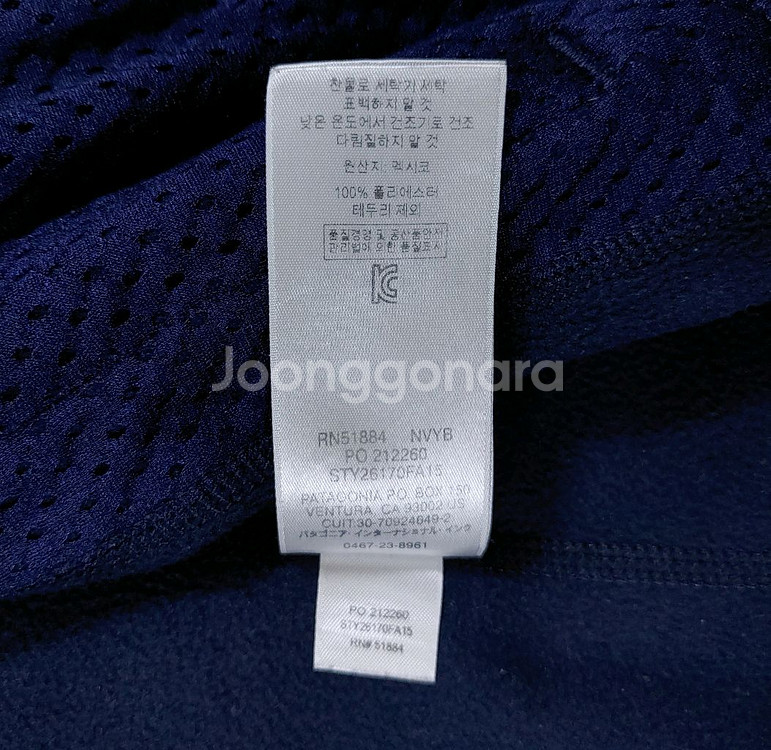 찬물로 세탁기 세탁
표백하지 말 것
낮은 온도에서 건조기로 건조
다림질하지 말 것
원산지: 멕시코
100% 폴리에스터
테두리 제외
품질경영 및 공산품안전
관리법에 의한 품질표시
Joonggonara
RN51884 NVYB
PO 212260
STY26170FA15
PATAGONIA P.O. BOX 150
VENTURA, CA 93002 US
CUIT:30-70924649-2
パタゴニア・インターナショナル・インク
0467-23-8961
PO 212260
STY26170FA15
RN# 51884